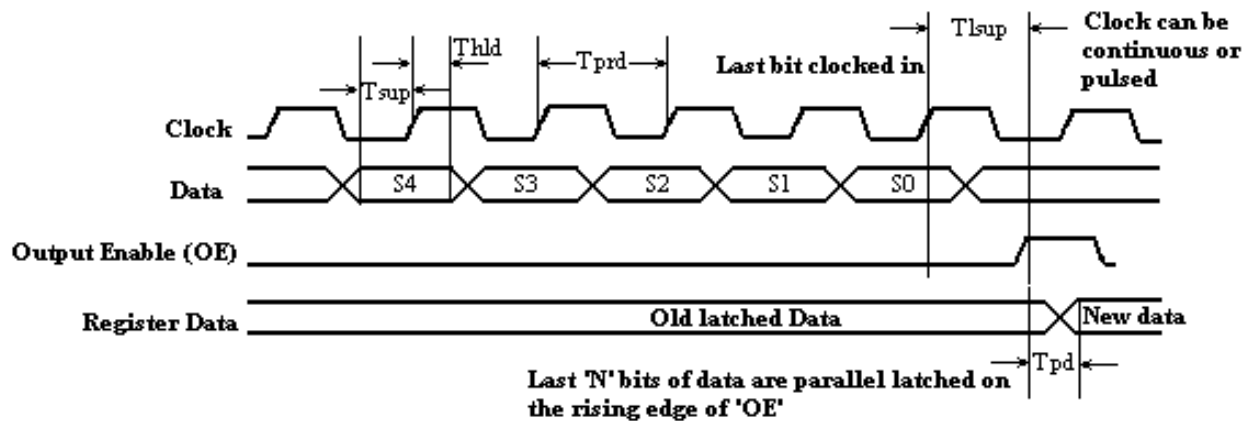 Tlsup
Clock can be
continuous or
pulsed
Thld
Tprd
Last bit clocked in
Tsup
Clock
Data
S4
S3
S2
S1
S0
Output Enable (OE)
Register Data
Old latched Data
New data
Tpd
Last 'N' bits of data are parallel latched on
the rising edge of 'OE'